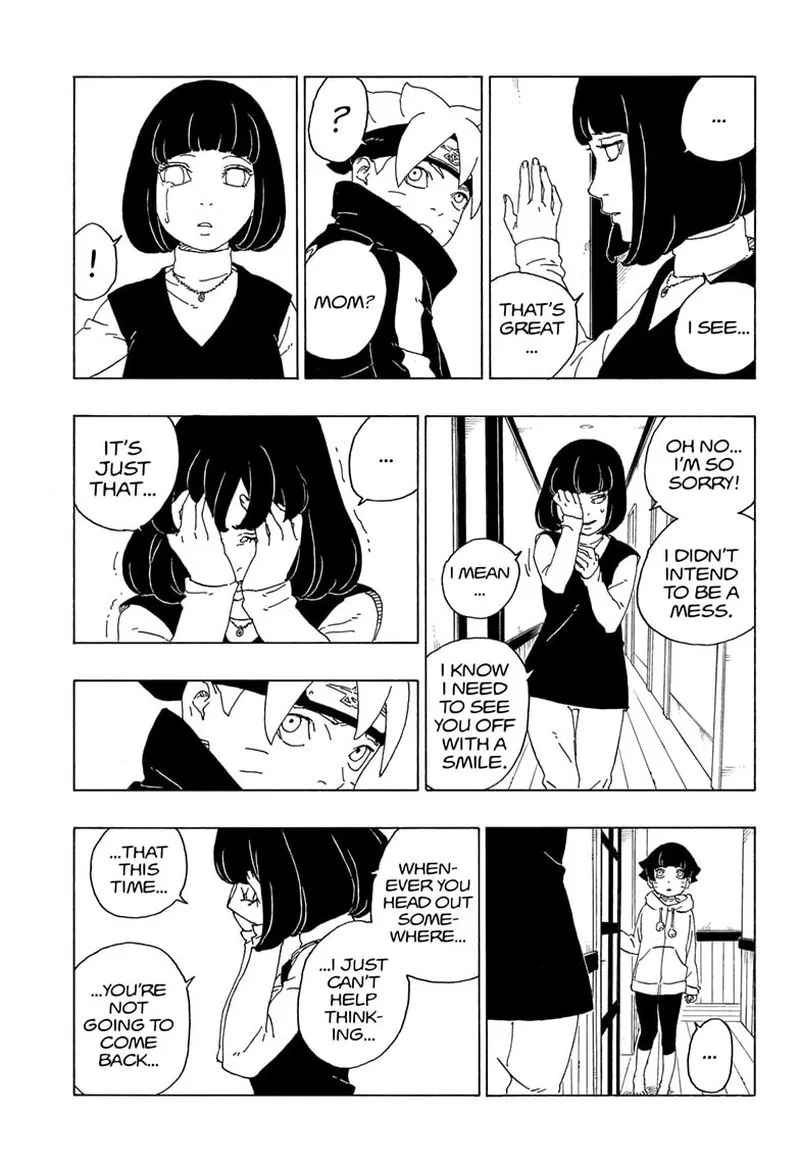 ...
I SEE...
THAT'S
GREAT
...
?
MOM?
!
OH NO...
I'M SO
SORRY!
I DIDN'T
INTEND
TO BE A
MESS.
I MEAN
...
I KNOW
I NEED
TO SEE
YOU OFF
WITH A
SMILE.
...
IT'S
JUST
THAT...
...
WHEN-
EVER YOU
HEAD OUT
SOME-
WHERE...
...I JUST
CAN'T
HELP
THINK-
ING...
...THAT
THIS
TIME...
...YOU'RE
NOT
GOING TO
COME
BACK...